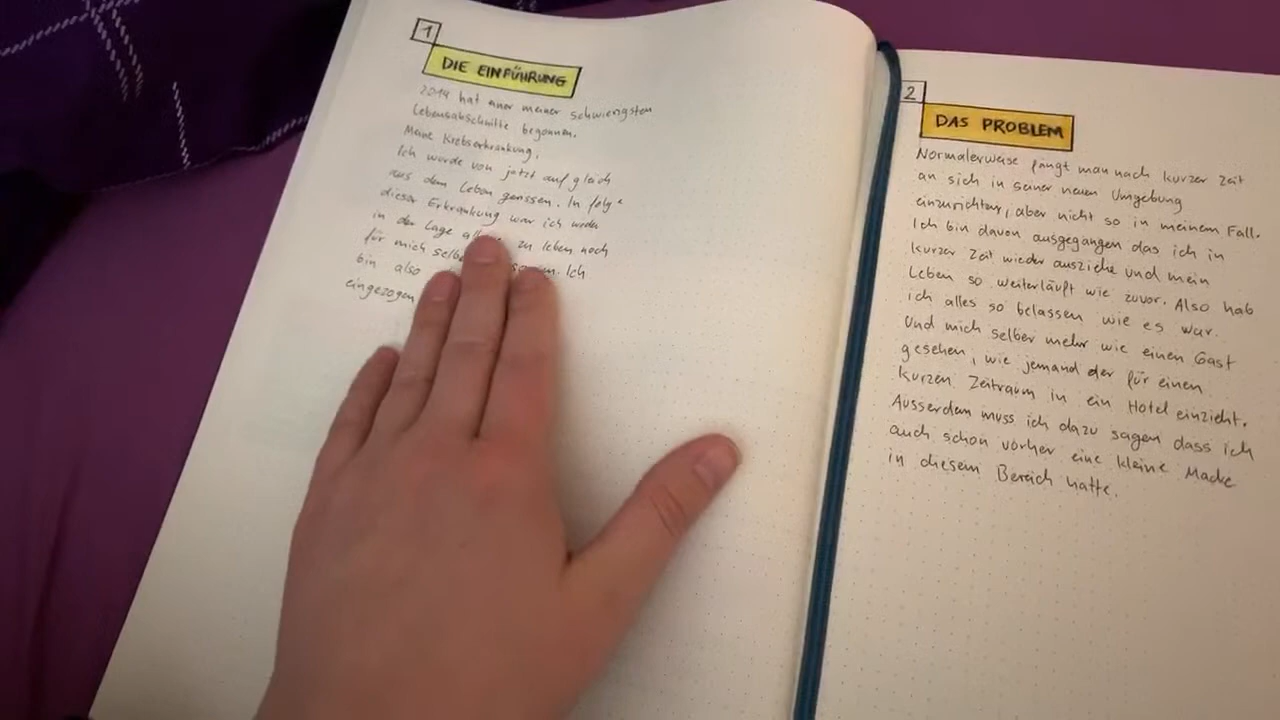 1
DIE EINFÜHRUNG
2014 hat einer meiner schwierigsten
Lebensabschnitte begonnen.
Meine Krebserkrankung.
Ich wurde von jetzt auf gleich
aus dem Leben gerissen. In folge
dieser Erkrankung war ich weder
in der Lage zu leben noch
für mich Ich
bin also
eingezogen
2
DAS PROBLEM
Normalerweise fängt man nach kurzer Zeit
an sich in seiner neuen Umgebung
einzurichten, aber nicht so in meinem Fall.
Ich bin davon ausgegangen das ich in
kurzer Zeit wieder ausziehe und mein
Leben so weiterläuft wie zuvor. Also hab
ich alles so belassen wie es war.
Und mich selber mehr wie einen Gast
gesehen, wie jemand der für einen
kurzen Zeitraum in ein Hotel einzieht.
Ausserdem muss ich dazu sagen dass ich
auch schon vorher eine kleine Macke
in diesem Bereich hatte.